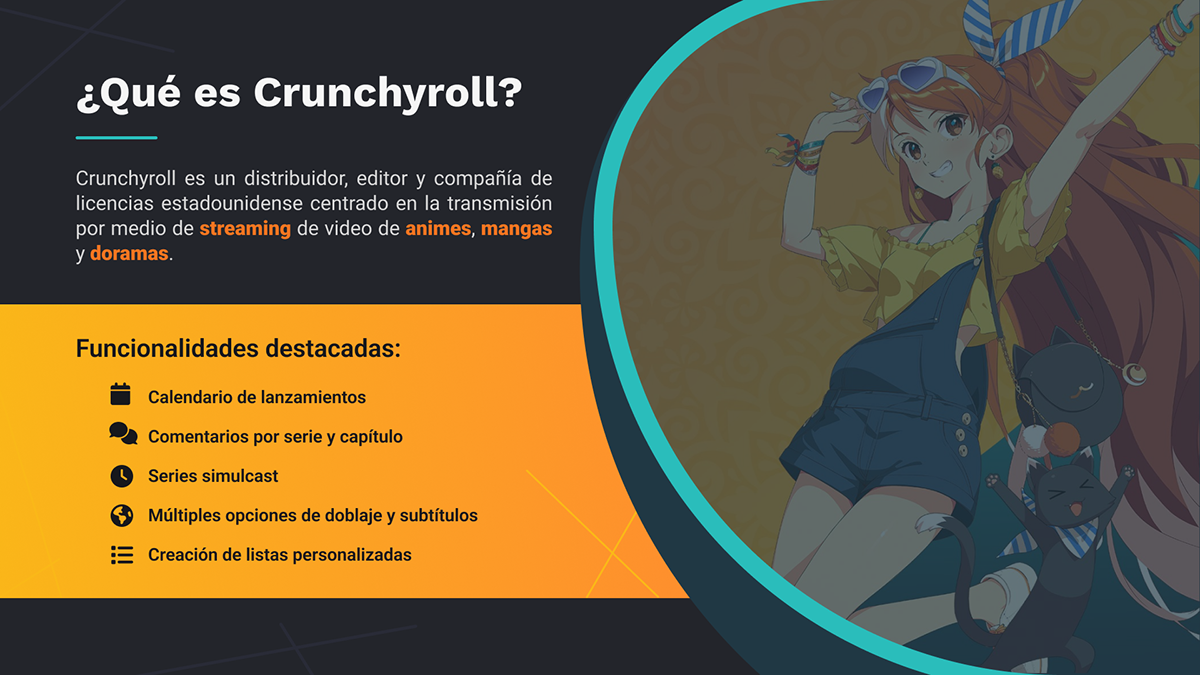 ¿Qué es Crunchyroll?
Crunchyroll es un distribuidor, editor y compañía de
licencias estadounidense centrado en la transmisión
por medio de streaming de video de animes, mangas
y doramas.
Funcionalidades destacadas:
Calendario de lanzamientos
Comentarios por serie y capítulo
Series simulcast
Múltiples opciones de doblaje y subtítulos
Creación de listas personalizadas